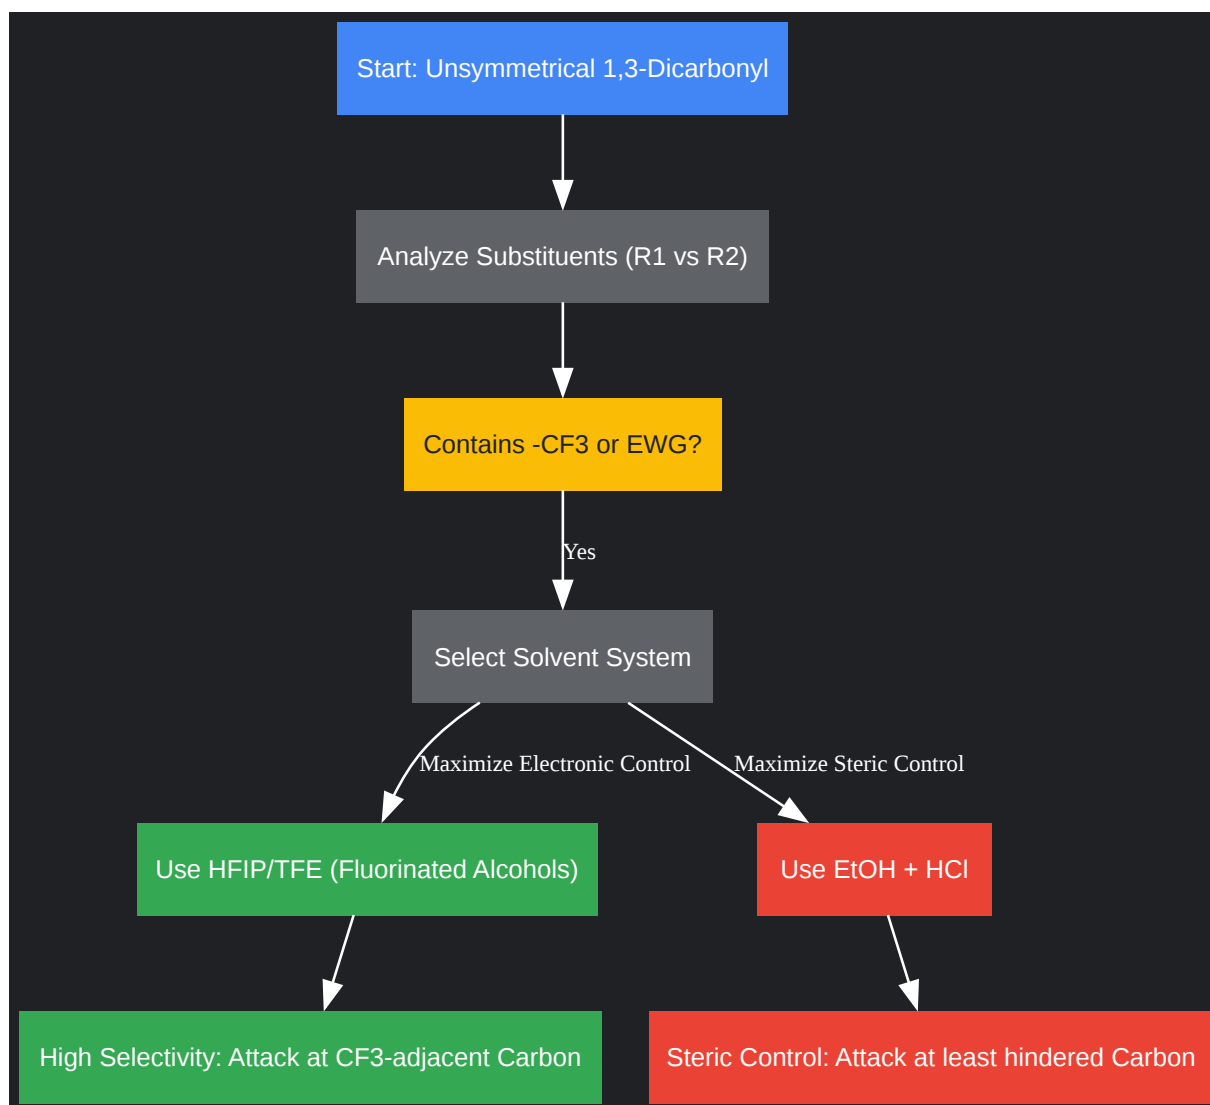 Start: Unsymmetrical 1,3-Dicarbonyl
Analyze Substituents (R1 vs R2)
Contains -CF3 or EWG?
Yes
Select Solvent System
Maximize Electronic Control
Maximize Steric Control
Use HFIP/TFE (Fluorinated Alcohols)
Use EtOH + HCl
High Selectivity: Attack at CF3-adjacent Carbon
Steric Control: Attack at least hindered Carbon